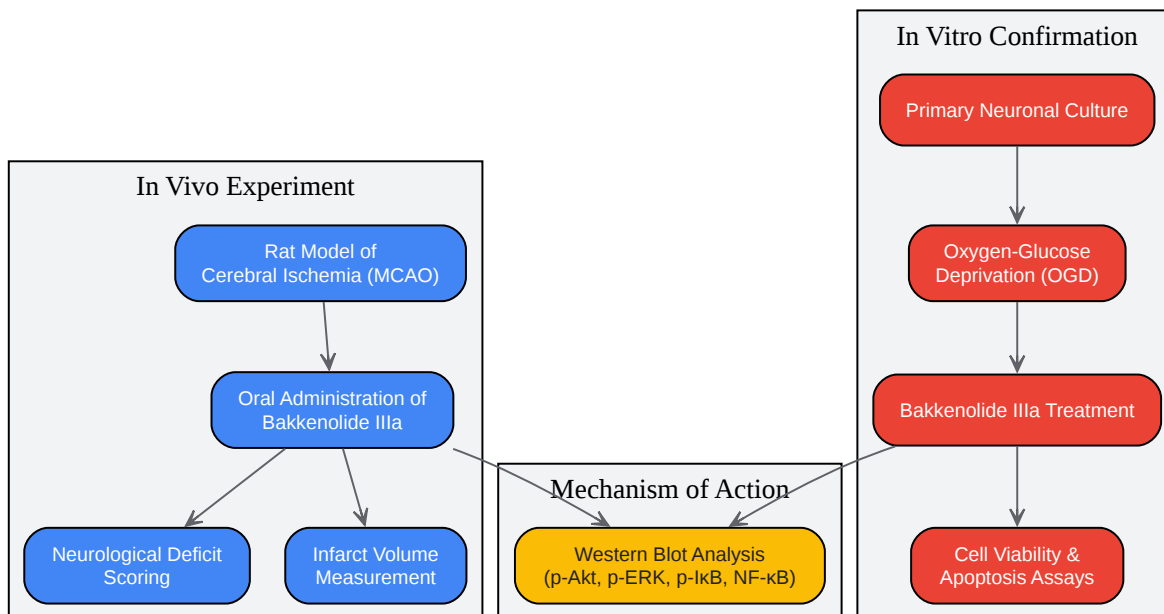 In Vivo Experiment
Rat Model of
Cerebral Ischemia (MCAO)
Oral Administration of
Bakkenolide IIIa
Neurological Deficit
Scoring
Infarct Volume
Measurement
Mechanism of Action
Western Blot Analysis
(p-Akt, p-ERK, p-IκB, NF-κB)
In Vitro Confirmation
Primary Neuronal Culture
Oxygen-Glucose
Deprivation (OGD)
Bakkenolide IIIa Treatment
Cell Viability &
Apoptosis Assays